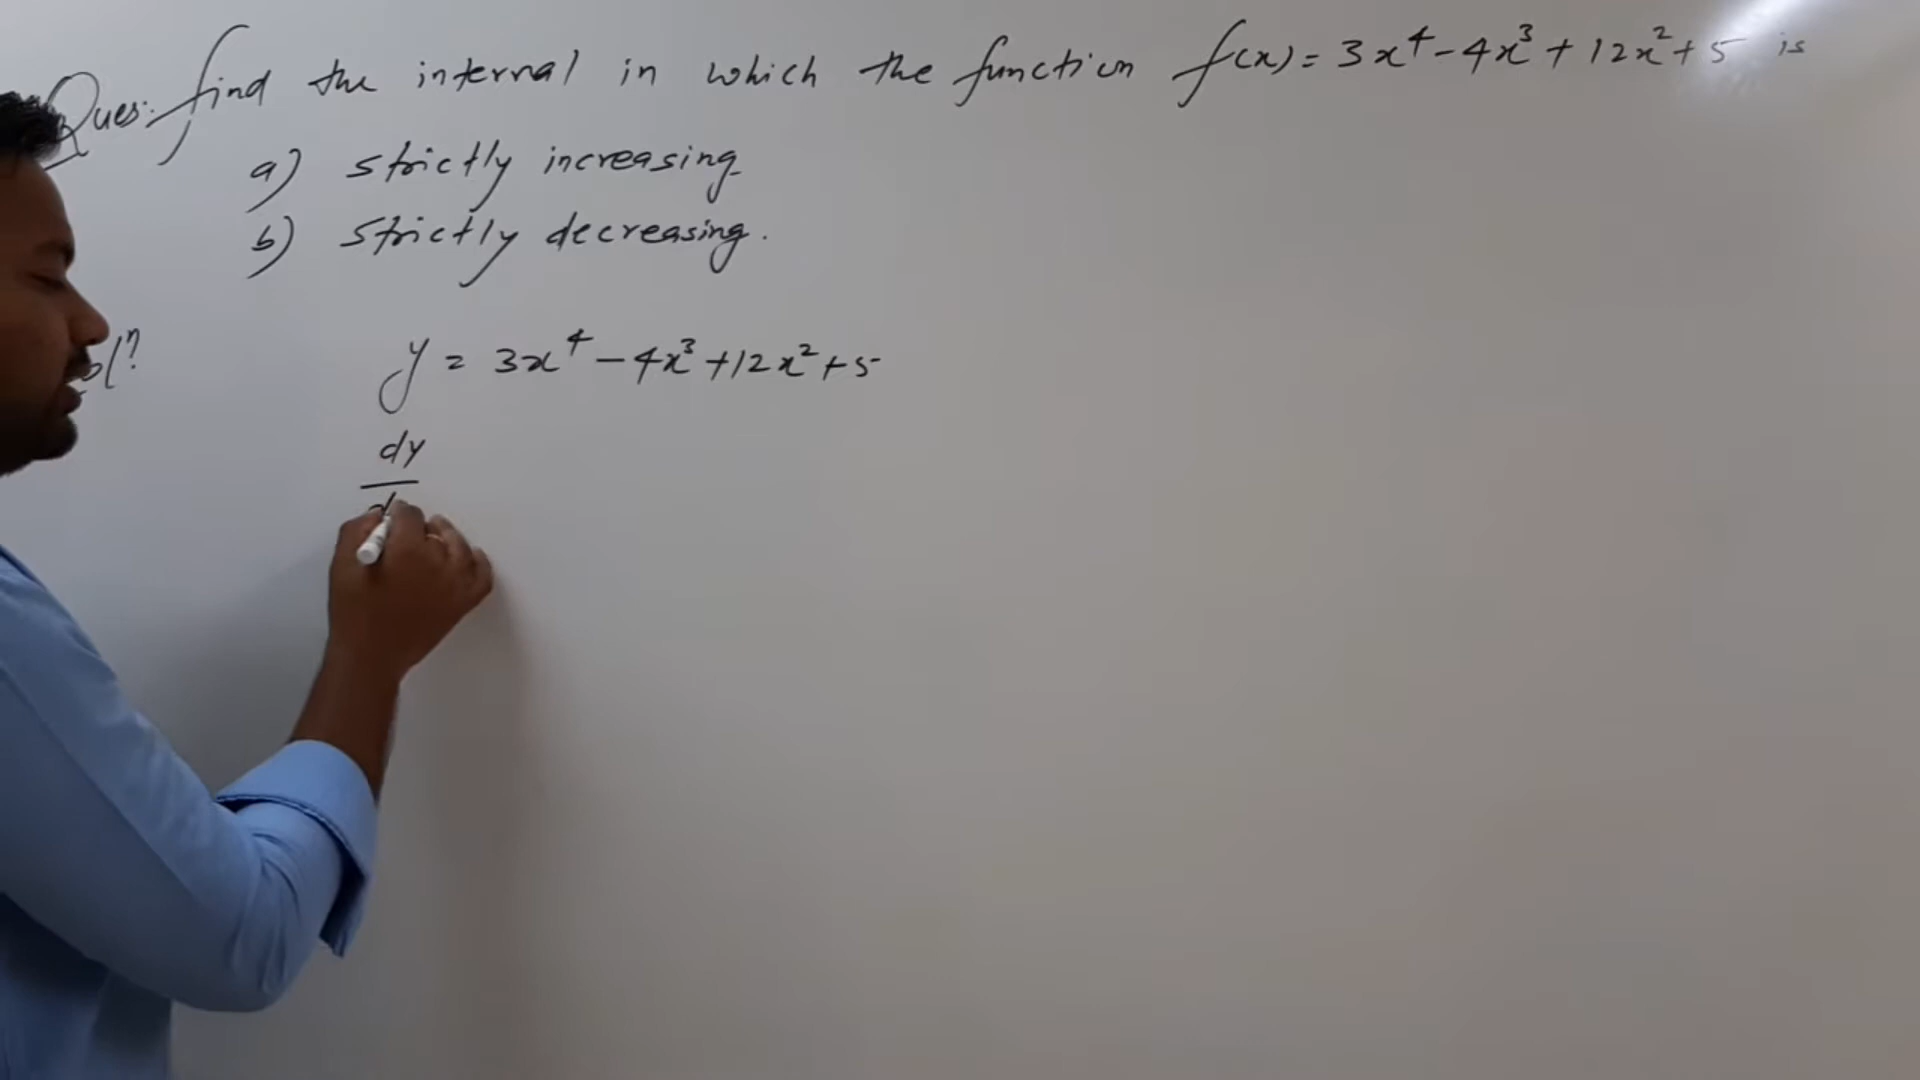 Ques:- find the interval in which the function f(x) = 3x⁴ - 4x³ + 12x² + 5 is
a) strictly increasing
b) strictly decreasing.
y = 3x⁴ - 4x³ + 12x² + 5
dy